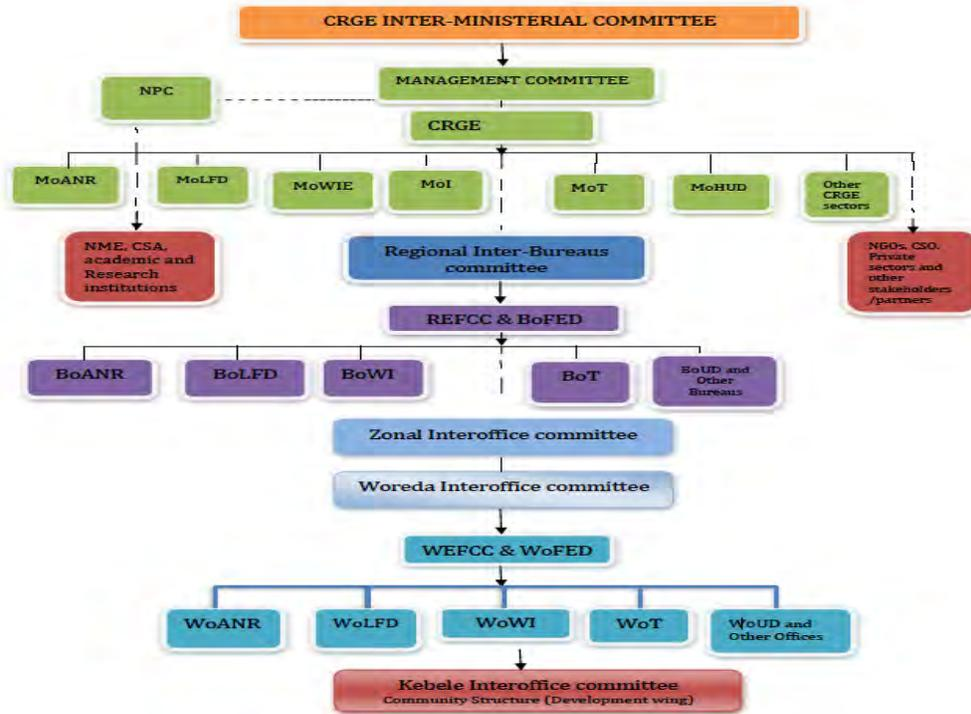 CRGE INTER-MINISTERIAL COMMITTEE
NPC
MANAGEMENT COMMITTEE
CRGE
MoANR
MoLFD
MoWIE
MoI
MoT
MoHUD
Other
CRGE
sectors
NME, CSA,
academic and
Research
institutions
Regional Inter-Bureaus
committee
NGOs, CSO,
Private
sectors and
other
stakeholders
/partners
REFCC & BoFED
BoANR
BoLFD
BoWI
BoT
BoUD and
Other
Bureaus
Zonal Interoffice committee
Woreda Interoffice committee
WEFCC & WoFED
WoANR
WoLFD
WoWI
WoT
WoUD and
Other Offices
Kebele Interoffice committee
Community Structure (Development wing)